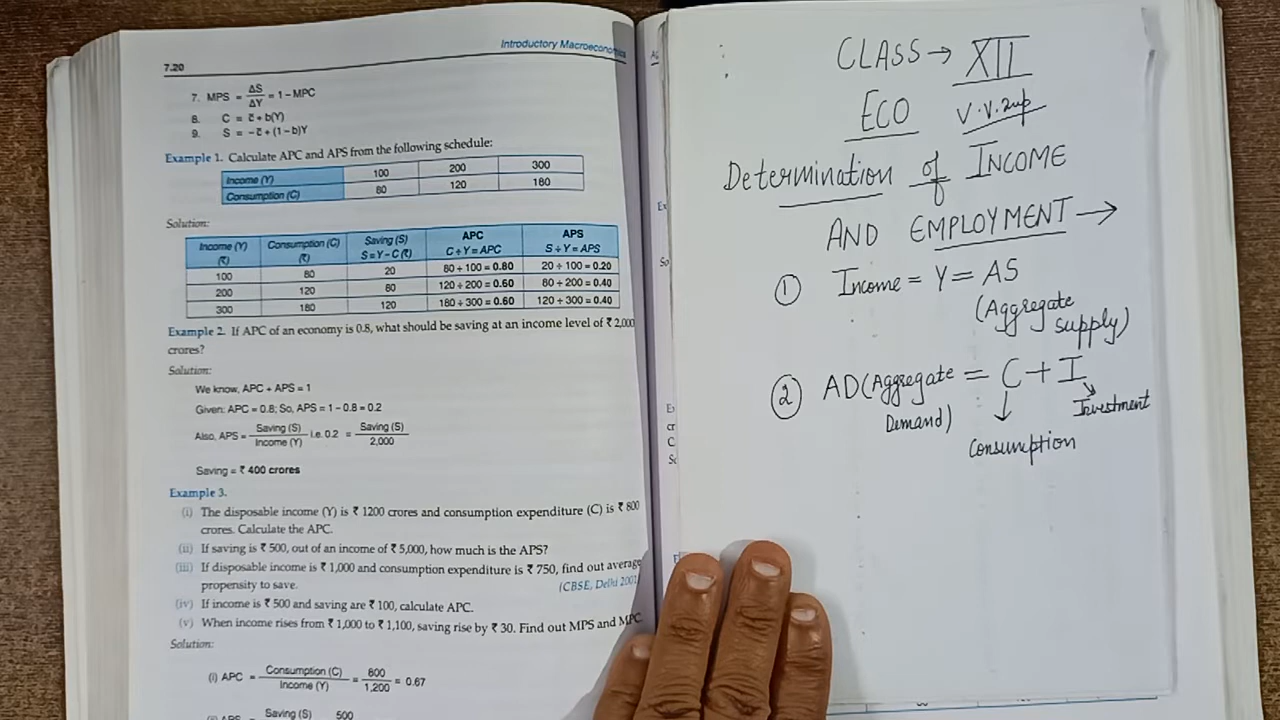 Introductory Macroeconom
7.20
7. MPS = ΔS/ΔY = 1 – MPC
8. C = c̄ + b(Y)
9. S = –c̄ + (1 – b)Y
Example 1. Calculate APC and APS from the following schedule:
Income (Y) 100 200 300
Consumption (C) 80 120 180
Solution:
Income (Y) (₹) Consumption (C) (₹) Saving (S) S = Y – C (₹) APC C ÷ Y = APC APS S ÷ Y = APS
100 80 20 80 ÷ 100 = 0.80 20 ÷ 100 = 0.20
200 120 80 120 ÷ 200 = 0.60 80 ÷ 200 = 0.40
300 180 120 180 ÷ 300 = 0.60 120 ÷ 300 = 0.40
Example 2. If APC of an economy is 0.8, what should be saving at an income level of ₹ 2,000
crores?
Solution:
We know, APC + APS = 1
Given: APC = 0.8; So, APS = 1 – 0.8 = 0.2
Also, APS = Saving (S)/Income (Y) i.e. 0.2 = Saving (S)/2,000
Saving = ₹ 400 crores
Example 3.
(i) The disposable income (Y) is ₹ 1200 crores and consumption expenditure (C) is ₹ 800
crores. Calculate the APC.
(ii) If saving is ₹ 500, out of an income of ₹ 5,000, how much is the APS?
(iii) If disposable income is ₹ 1,000 and consumption expenditure is ₹ 750, find out average
propensity to save. (CBSE, Delhi 2001)
(iv) If income is ₹ 500 and saving are ₹ 100, calculate APC.
(v) When income rises from ₹ 1,000 to ₹ 1,100, saving rise by ₹ 30. Find out MPS and MPC.
Solution:
(i) APC = Consumption (C)/Income (Y) = 800/1,200 = 0.67
Saving (S) 500
CLASS → XII
ECO V.V.Imp
Determination of INCOME
AND EMPLOYMENT →
① Income = Y = AS
(Aggregate
supply)
② AD (Aggregate = C + I
Demand)
Investment
Consumption